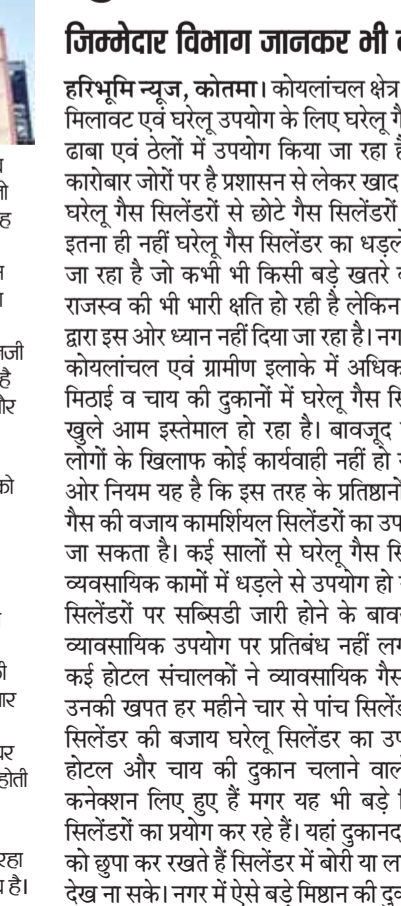 जिम्मेदार विभाग जानकर भी
हरिभूमि न्यूज, कोतमा। कोयलांचल क्षेत्र
मिलावट एवं घरेलू उपयोग के लिए घरेलू
ढाबा एवं ठेलों में उपयोग किया जा रहा
कारोबार जोरों पर है प्रशासन से लेकर खाद
घरेलू गैस सिलेंडरों से छोटे गैस सिलेंडरों
इतना ही नहीं घरेलू गैस सिलेंडर का धड़ले
जा रहा है जो कभी भी किसी बड़े खतरे
राजस्व की भी भारी क्षति हो रही है लेकिन
द्वारा इस ओर ध्यान नहीं दिया जा रहा है। नग
कोयलांचल एवं ग्रामीण इलाके में अधिक
मिठाई व चाय की दुकानों में घरेलू गैस सि
खुले आम इस्तेमाल हो रहा है। बावजूद
लोगों के खिलाफ कोई कार्यवाही नहीं हो
ओर नियम यह है कि इस तरह के प्रतिष्ठानों
गैस की वजाय कामर्शियल सिलेंडरों का उप
जा सकता है। कई सालों से घरेलू गैस सि
व्यवसायिक कामों में धड़ले से उपयोग हो
सिलेंडरों पर सब्सिडी जारी होने के बाव
व्यावसायिक उपयोग पर प्रतिबंध नहीं लग
कई होटल संचालकों ने व्यावसायिक गैस
उनकी खपत हर महीने चार से पांच सिलें
सिलेंडर की बजाय घरेलू सिलेंडर का उप
होटल और चाय की दुकान चलाने वाले
कनेक्शन लिए हुए हैं मगर यह भी बड़े
सिलेंडरों का प्रयोग कर रहे हैं। यहां दुकानद
को छुपा कर रखते हैं सिलेंडर में बोरी या
देख ना सके। नगर में ऐसे बड़े मिष्ठान की
है
और
को
होती
रहा
है।